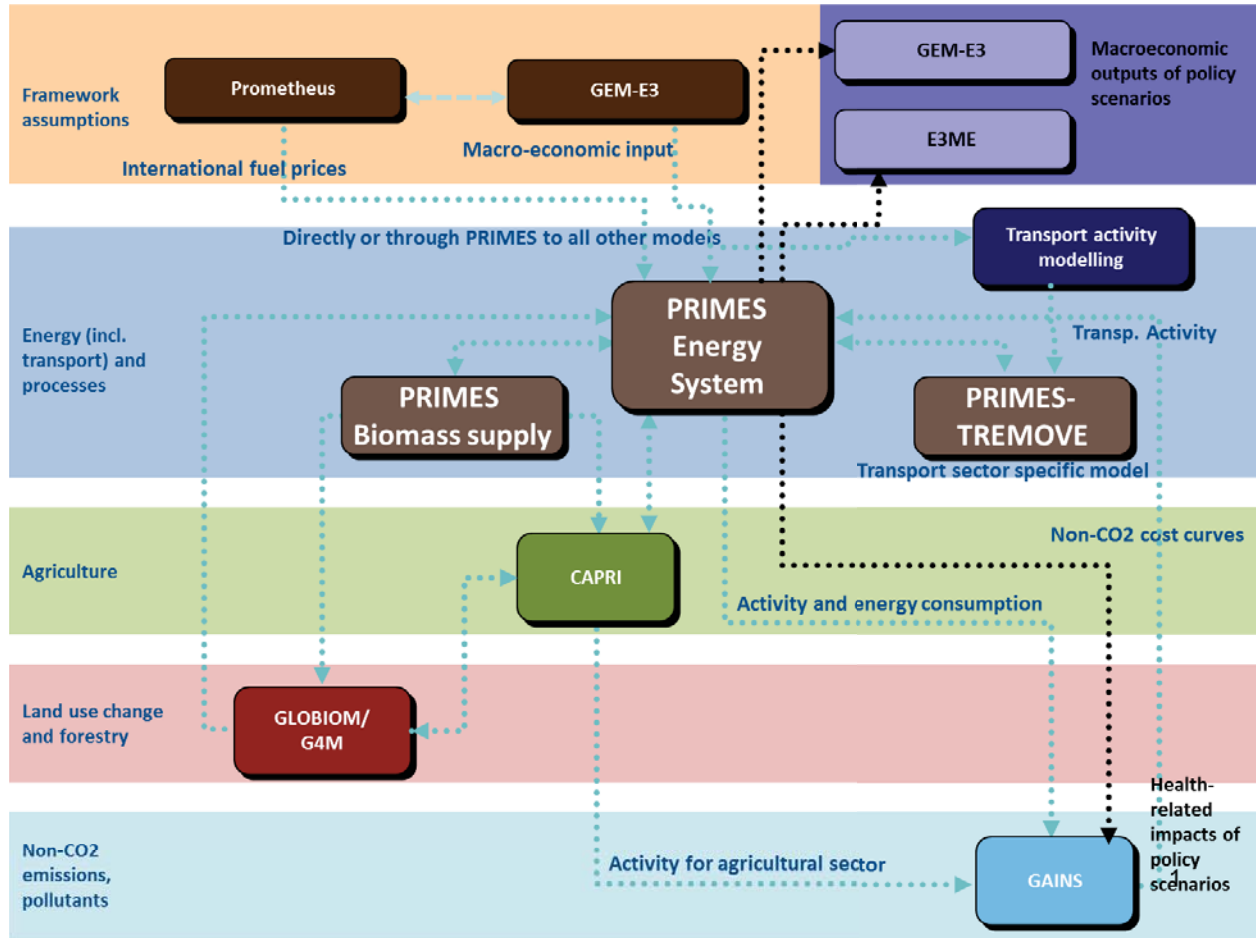 GEM-E3
Macroeconomic
outputs of policy
scenarios
Prometheus
GEM-E3
Framework
assumptions
E3ME
Macro-economic input
International fuel prices
Directly or through PRIMES to all other models
Transport activity
modelling
PRIMES
Energy
System
Energy (incl.
transport) and
processes
Transp. Activity
PRIMES
Biomass supply
PRIMES-
TREMOVE
Transport sector specific model
Non-CO2 cost curves
Agriculture
CAPRI
Activity and energy consumption
Land use change
and forestry
GLOBIOM/
G4M
Health-
related
impacts of
policy
scenarios
Non-CO2
emissions,
pollutants
Activity for agricultural sector
GAINS
1